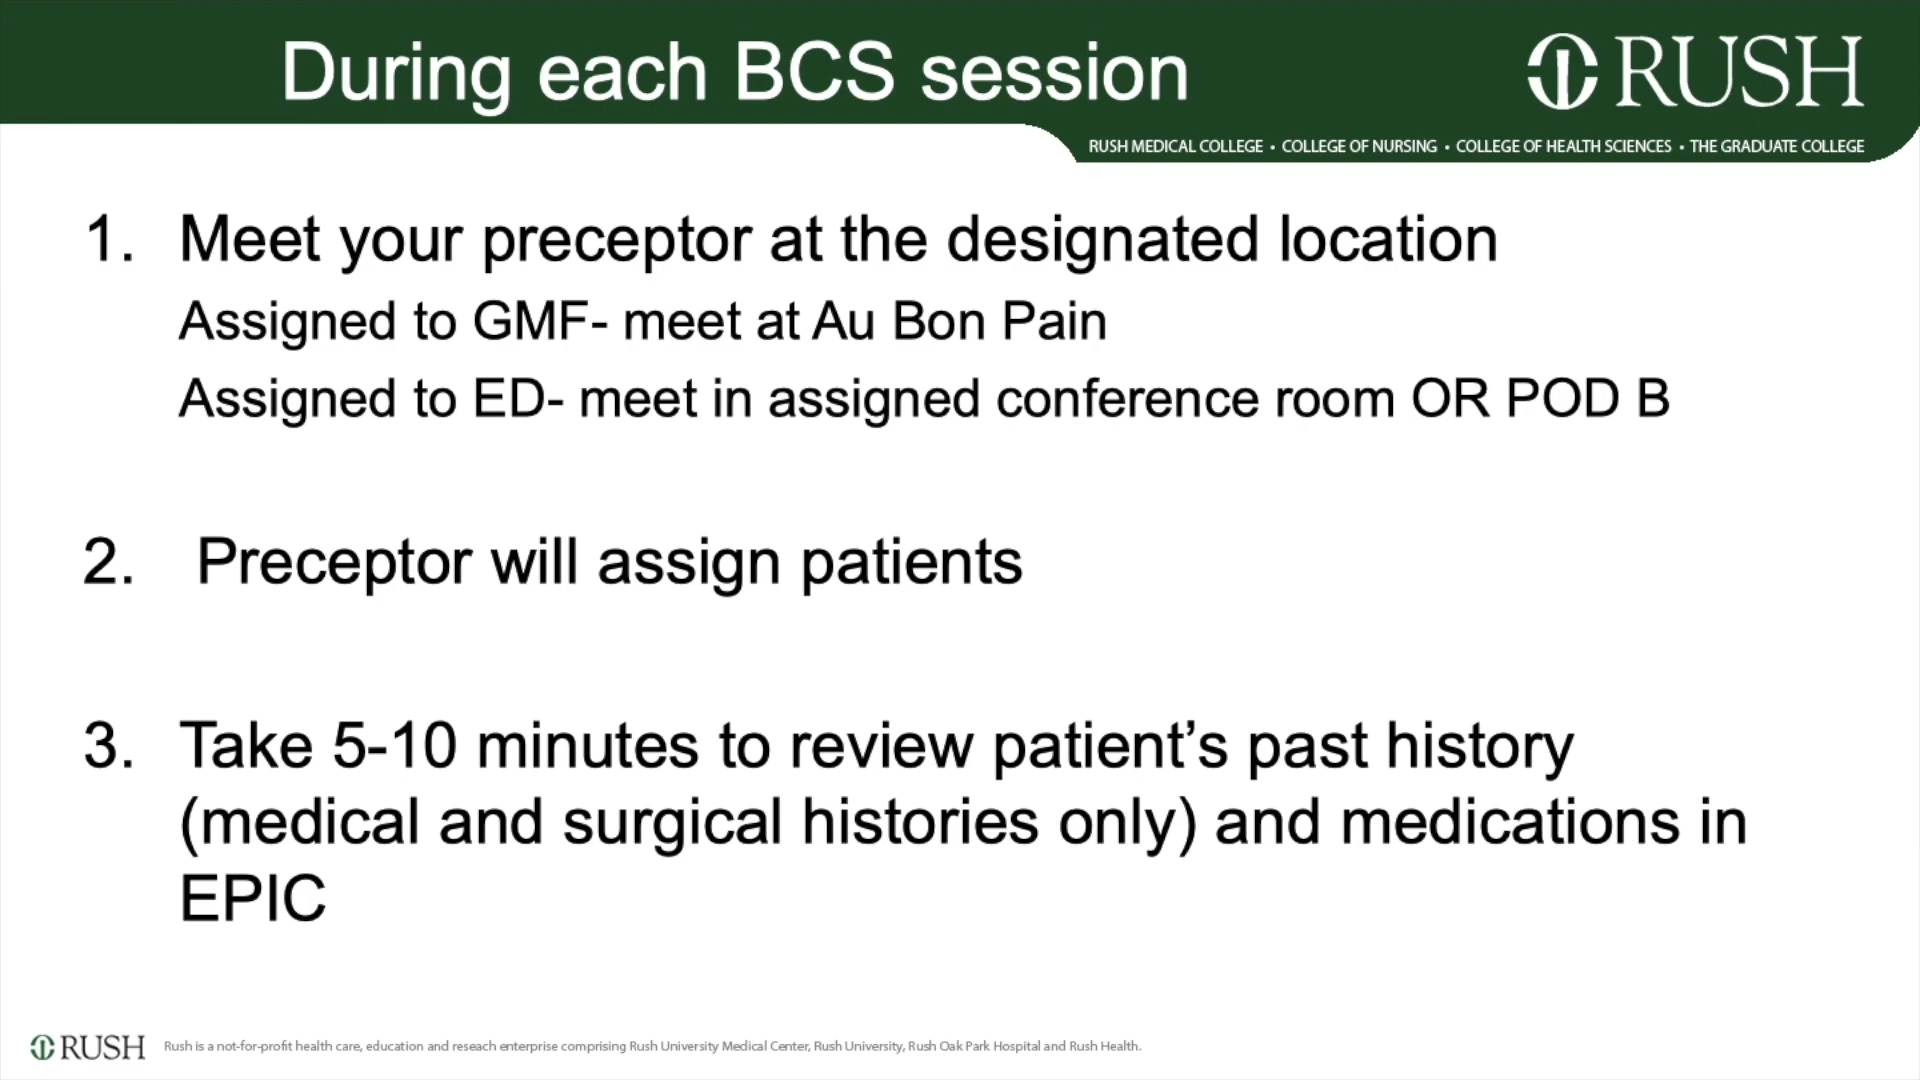 During each BCS session
RUSH
RUSH MEDICAL COLLEGE • COLLEGE OF NURSING • COLLEGE OF HEALTH SCIENCES • THE GRADUATE COLLEGE
1. Meet your preceptor at the designated location
Assigned to GMF- meet at Au Bon Pain
Assigned to ED- meet in assigned conference room OR POD B
2. Preceptor will assign patients
3. Take 5-10 minutes to review patient’s past history
(medical and surgical histories only) and medications in
EPIC
RUSH
Rush is a not-for-profit health care, education and reseach enterprise comprising Rush University Medical Center, Rush University, Rush Oak Park Hospital and Rush Health.